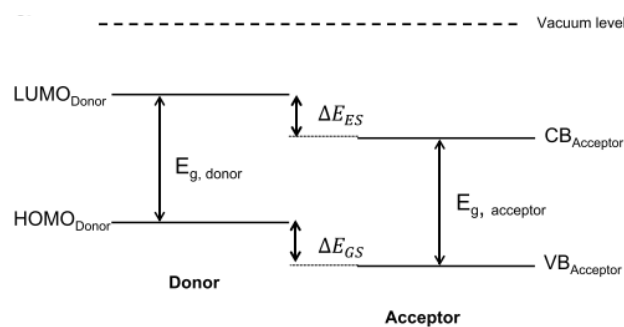 Vacuum level
LUMO_Donor
ΔE_ES
CB_Acceptor
E_g, donor
E_g, acceptor
HOMO_Donor
ΔE_GS
VB_Acceptor
Donor
Acceptor